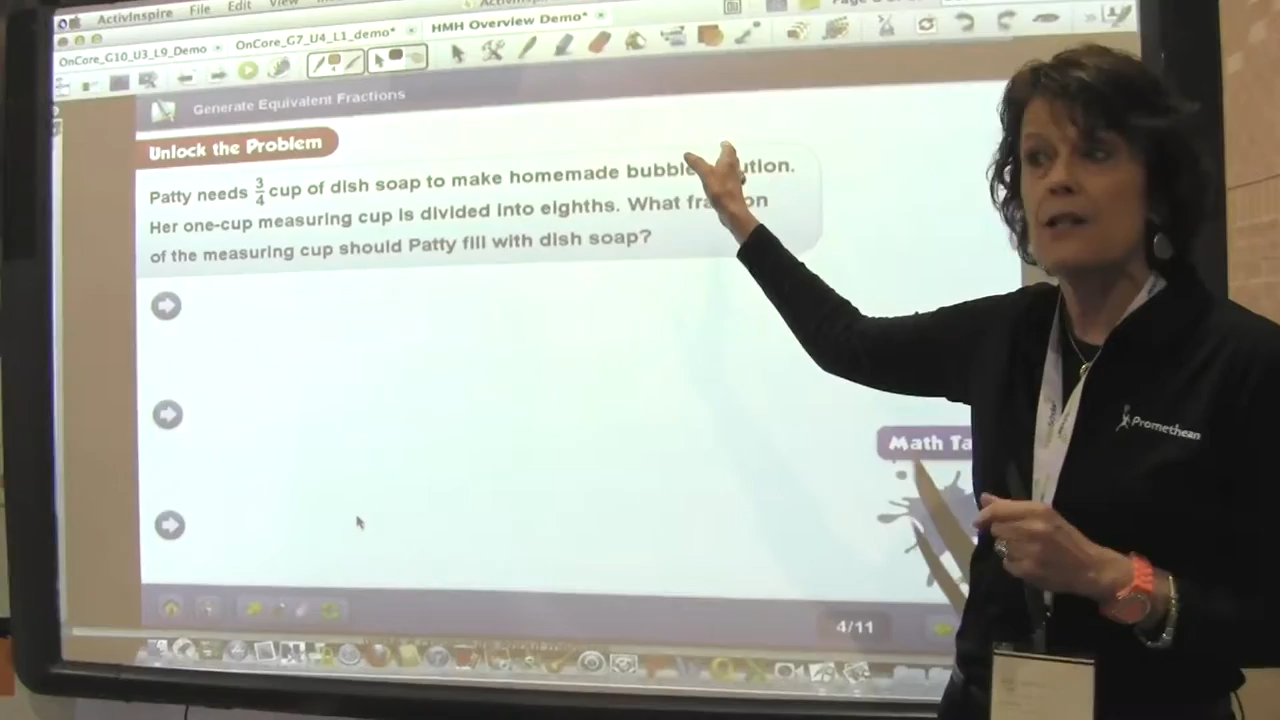 ActivInspire File Edit View
OnCore_G10_U3_L9_Demo OnCore_G7_U4_L1_demo* HMH Overview Demo*
Generate Equivalent Fractions
Unlock the Problem
Patty needs 3/4 cup of dish soap to make homemade bubble
Her one-cup measuring cup is divided into eighths. What
of the measuring cup should Patty fill with dish soap?
Math
4/11
Promethean